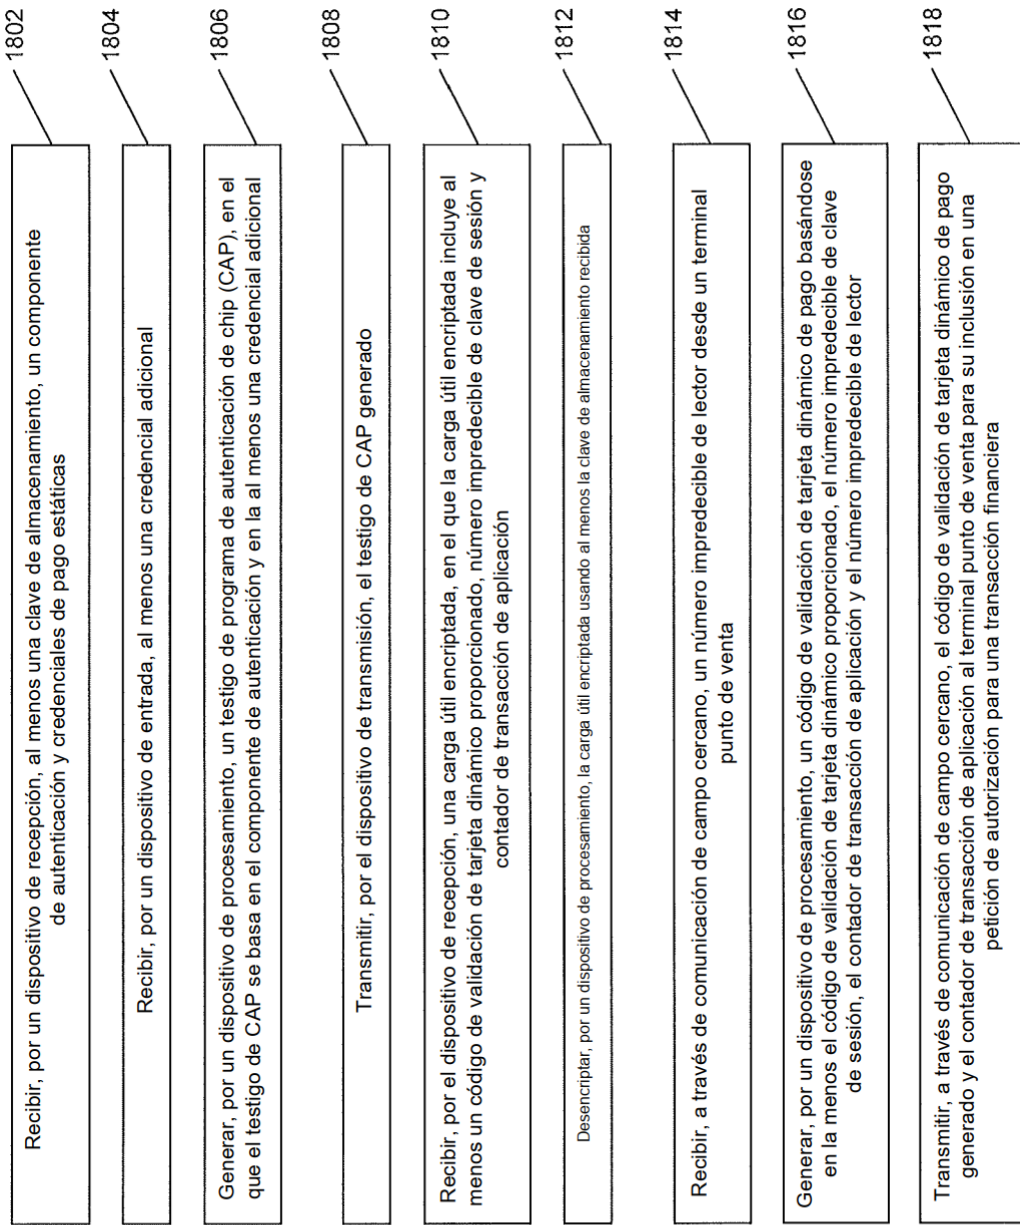 1802
Recibir, por un dispositivo de recepción, al menos una clave de almacenamiento, un componente
de autenticación y credenciales de pago estáticas
1804
Recibir, por un dispositivo de entrada, al menos una credencial adicional
1806
Generar, por un dispositivo de procesamiento, un testigo de programa de autenticación de chip (CAP), en el
que el testigo de CAP se basa en el componente de autenticación y en la al menos una credencial adicional
1808
Transmitir, por el dispositivo de transmisión, el testigo de CAP generado
1810
Recibir, por el dispositivo de recepción, una carga útil encriptada, en el que la carga útil encriptada incluye al
menos un código de validación de tarjeta dinámico proporcionado, número impredecible de clave de sesión y
contador de transacción de aplicación
1812
Desencriptar, por un dispositivo de procesamiento, la carga útil encriptada usando al menos la clave de almacenamiento recibida
1814
Recibir, a través de comunicación de campo cercano, un número impredecible de lector desde un terminal
punto de venta
1816
Generar, por un dispositivo de procesamiento, un código de validación de tarjeta dinámico de pago basándose
en la menos el código de validación de tarjeta dinámico proporcionado, el número impredecible de clave
de sesión, el contador de transacción de aplicación y el número impredecible de lector
1818
Transmitir, a través de comunicación de campo cercano, el código de validación de tarjeta dinámico de pago
generado y el contador de transacción de aplicación al terminal punto de venta para su inclusión en una
petición de autorización para una transacción financiera